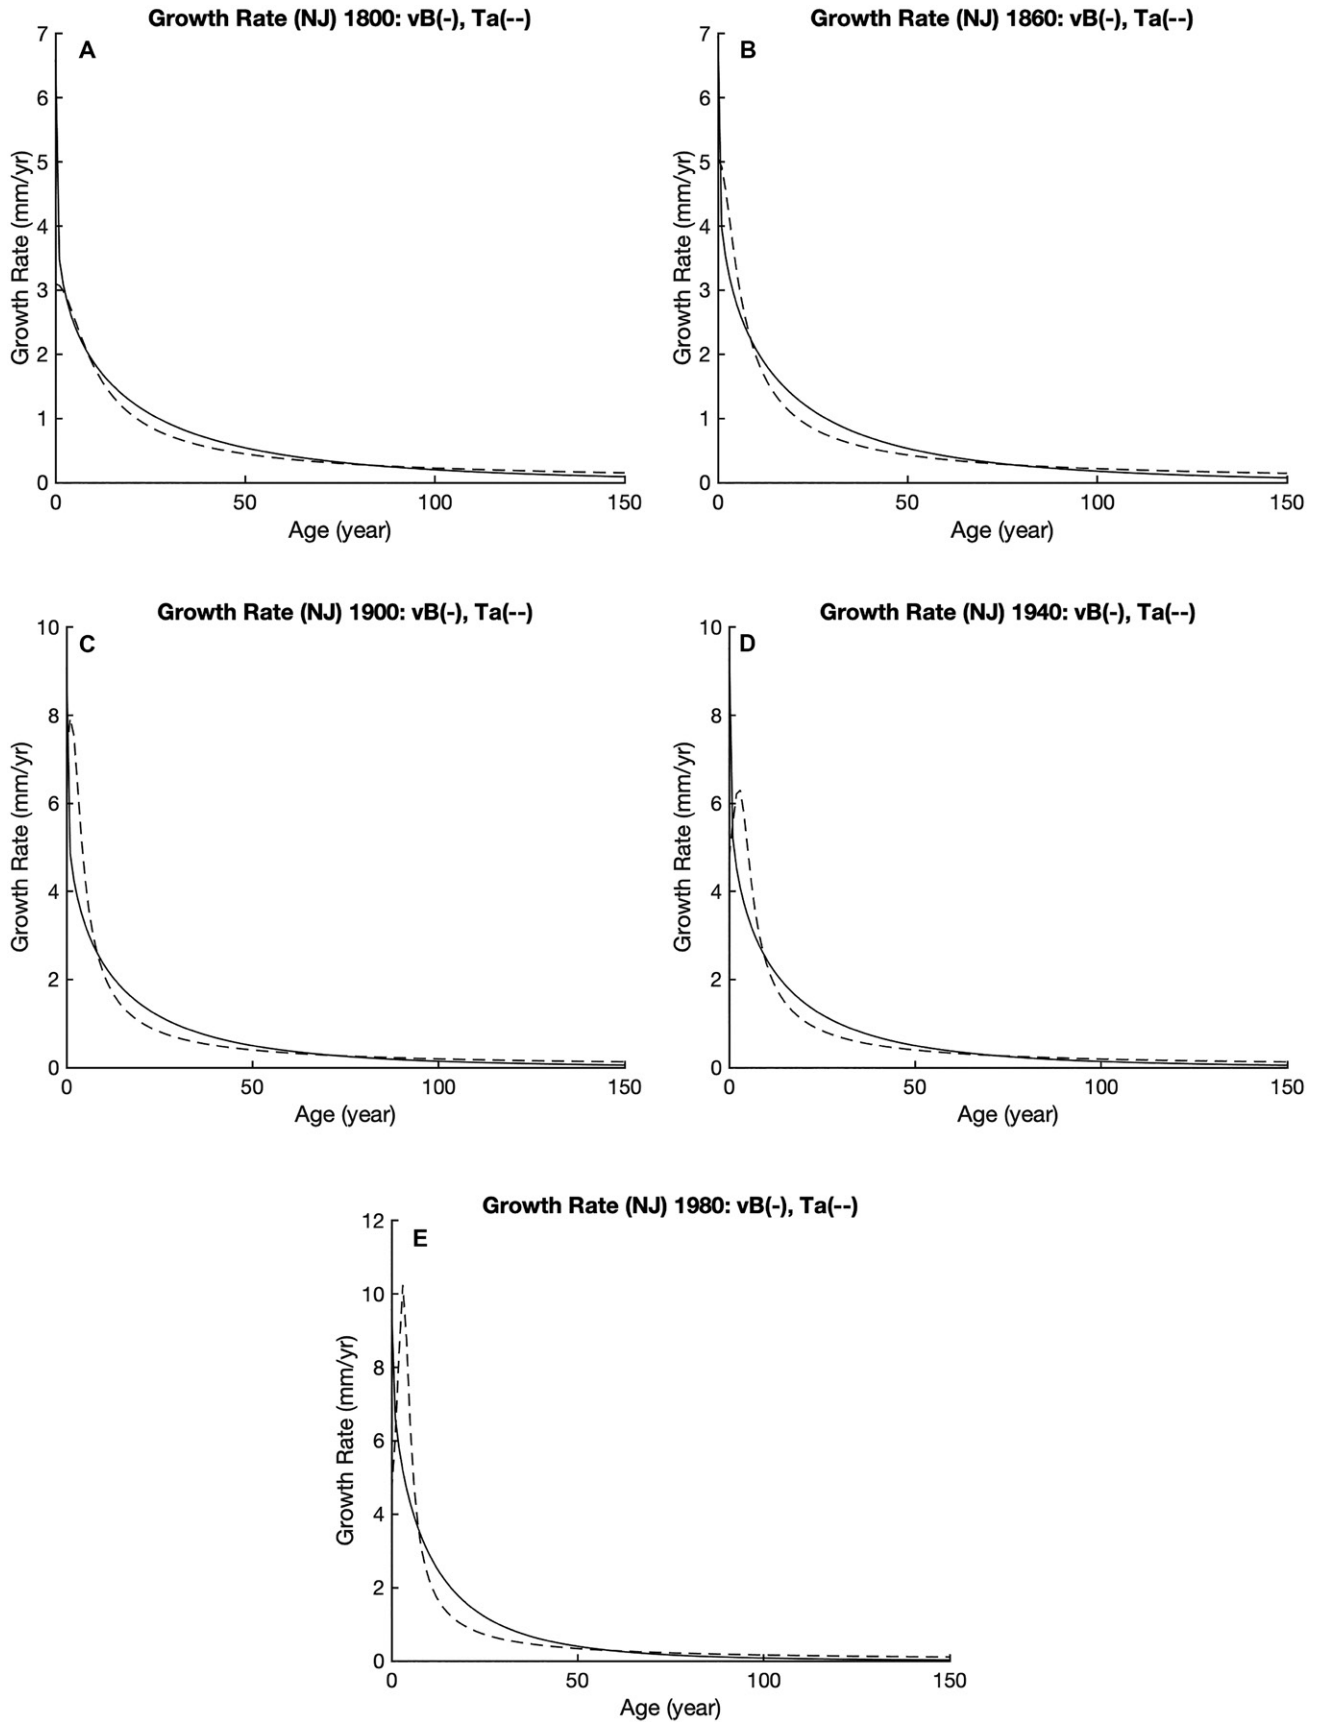 Growth Rate (NJ) 1800: vB(-), Ta(--)
A
7
6
5
4
3
2
1
0
Growth Rate (mm/yr)
0 50 100 150
Age (year)
Growth Rate (NJ) 1860: vB(-), Ta(--)
B
7
6
5
4
3
2
1
0
Growth Rate (mm/yr)
0 50 100 150
Age (year)
Growth Rate (NJ) 1900: vB(-), Ta(--)
C
10
8
6
4
2
0
Growth Rate (mm/yr)
0 50 100 150
Age (year)
Growth Rate (NJ) 1940: vB(-), Ta(--)
D
10
8
6
4
2
0
Growth Rate (mm/yr)
0 50 100 150
Age (year)
Growth Rate (NJ) 1980: vB(-), Ta(--)
E
12
10
8
6
4
2
0
Growth Rate (mm/yr)
0 50 100 150
Age (year)